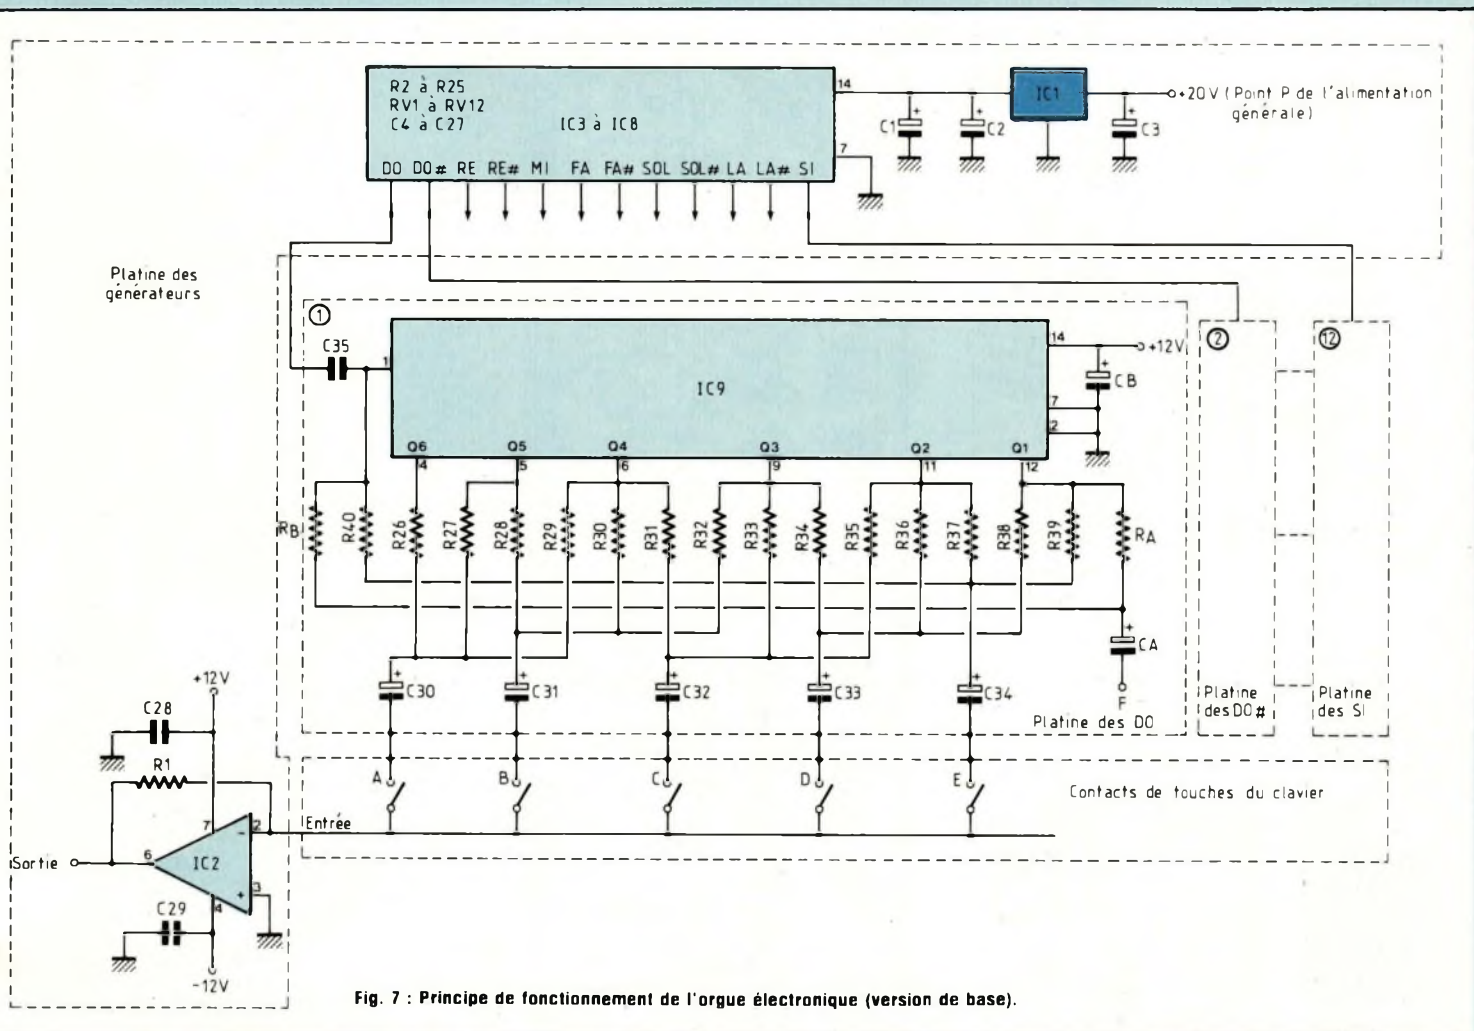 R2 à R25
RV1 à RV12
C4 à C27
IC3 à IC8
14
7
DO DO# RE RE# MI FA FA# SOL SOL# LA LA# SI
C1
+
C2
+
IC1
C3
+
+20V (Point P de l'alimentation
générale)
Platine des
générateurs
1
C35
1
IC9
14
+12V
+
CB
7
2
Q6
4
Q5
5
Q4
6
Q3
9
Q2
11
Q1
12
2
12
RB
R40
R26
R27
R28
R29
R30
R31
R32
R33
R34
R35
R36
R37
R38
R39
RA
+
CA
F
+
C30
+
C31
+
C32
+
C33
+
C34
Platine des DO
Platine
des DO#
Platine
des SI
A
B
C
D
E
Contacts de touches du clavier
Entrée
+12V
C28
R1
7
2
-
IC2
6
3
+
4
Sortie
C29
-12V
Fig. 7 : Principe de fonctionnement de l'orgue électronique (version de base).